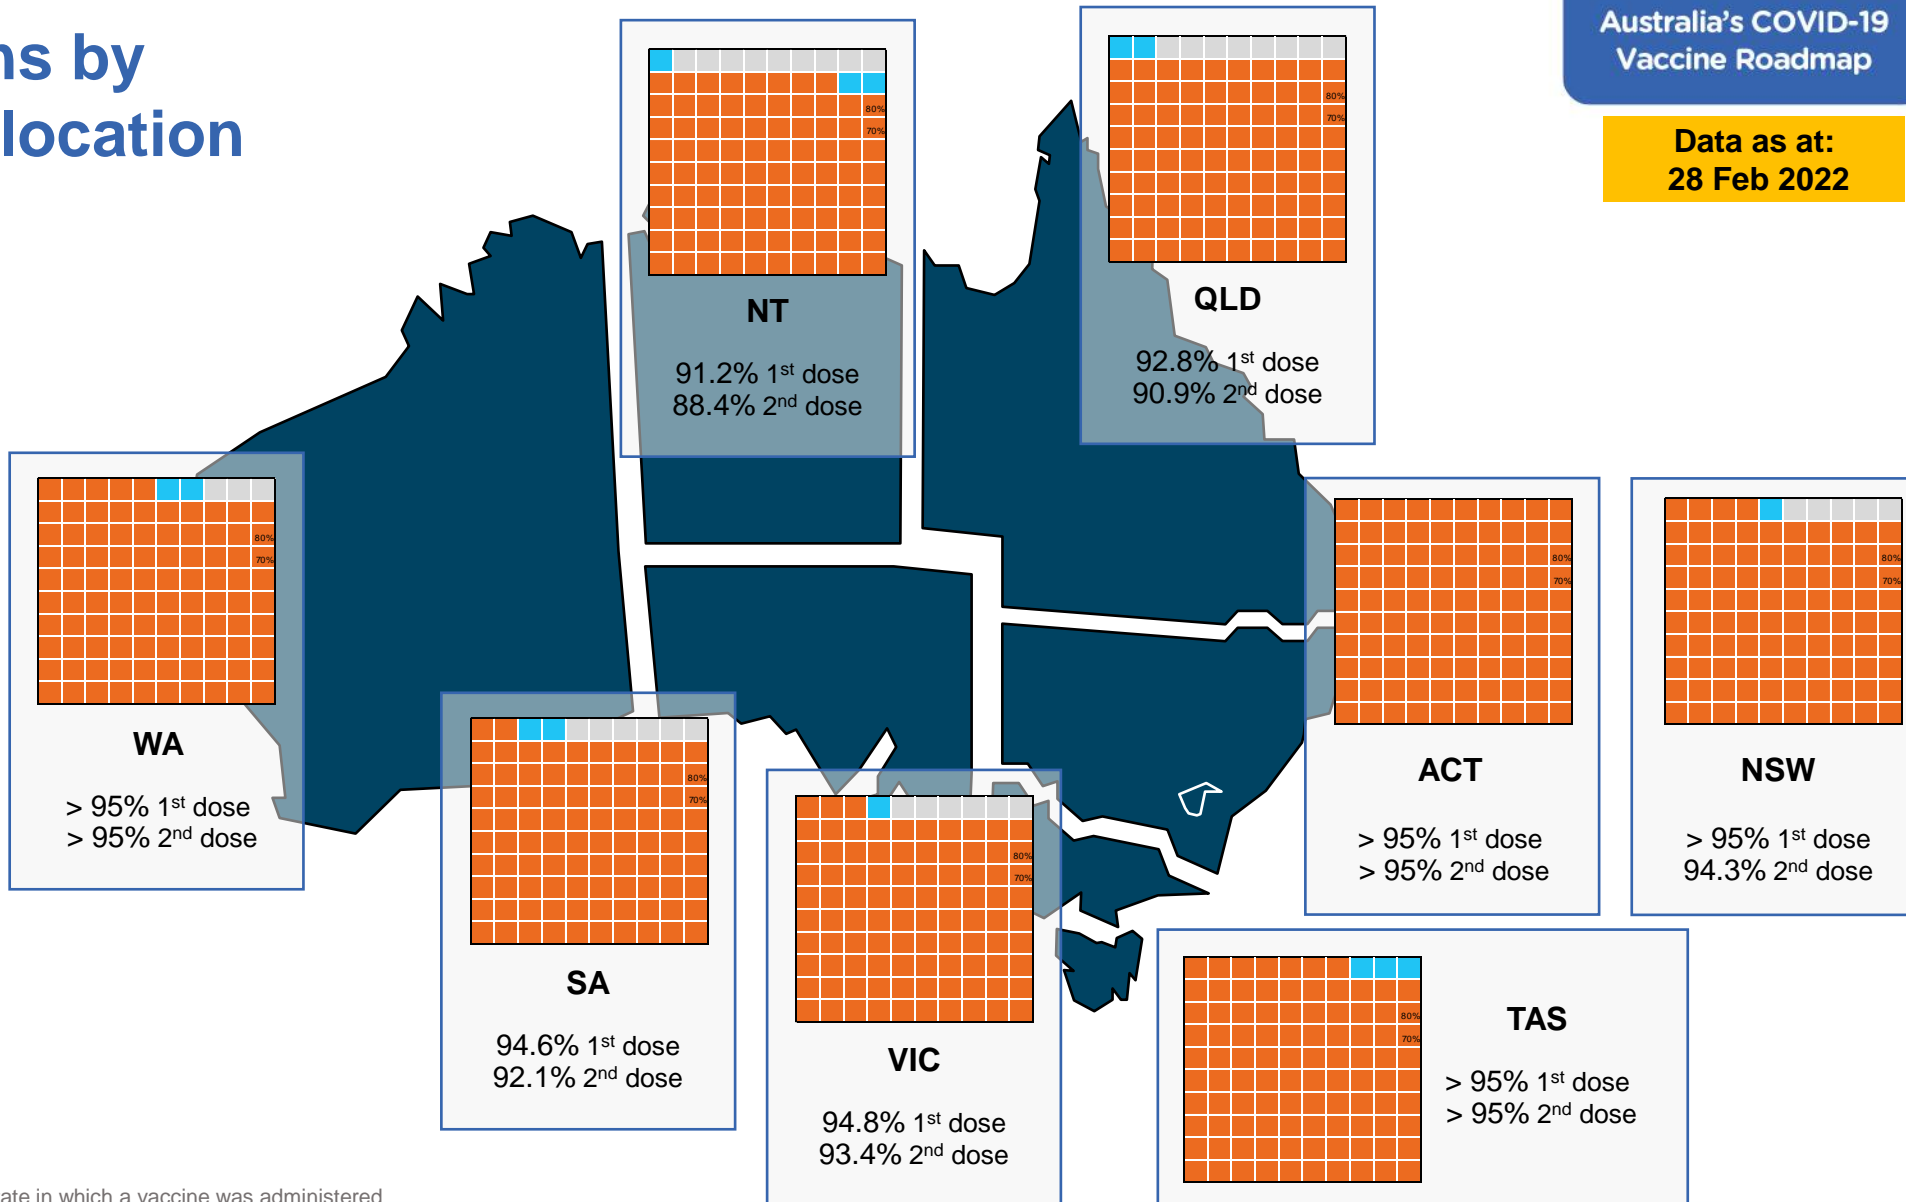 ns by
location
Australia's COVID-19
Vaccine Roadmap
Data as at:
28 Feb 2022
80%
70%
NT
91.2% 1st dose
88.4% 2nd dose
80%
70%
QLD
92.8% 1st dose
90.9% 2nd dose
80%
70%
WA
> 95% 1st dose
> 95% 2nd dose
80%
70%
SA
94.6% 1st dose
92.1% 2nd dose
80%
70%
VIC
94.8% 1st dose
93.4% 2nd dose
80%
70%
ACT
> 95% 1st dose
> 95% 2nd dose
80%
70%
NSW
> 95% 1st dose
94.3% 2nd dose
80%
70%
TAS
> 95% 1st dose
> 95% 2nd dose
ate in which a vaccine was administered